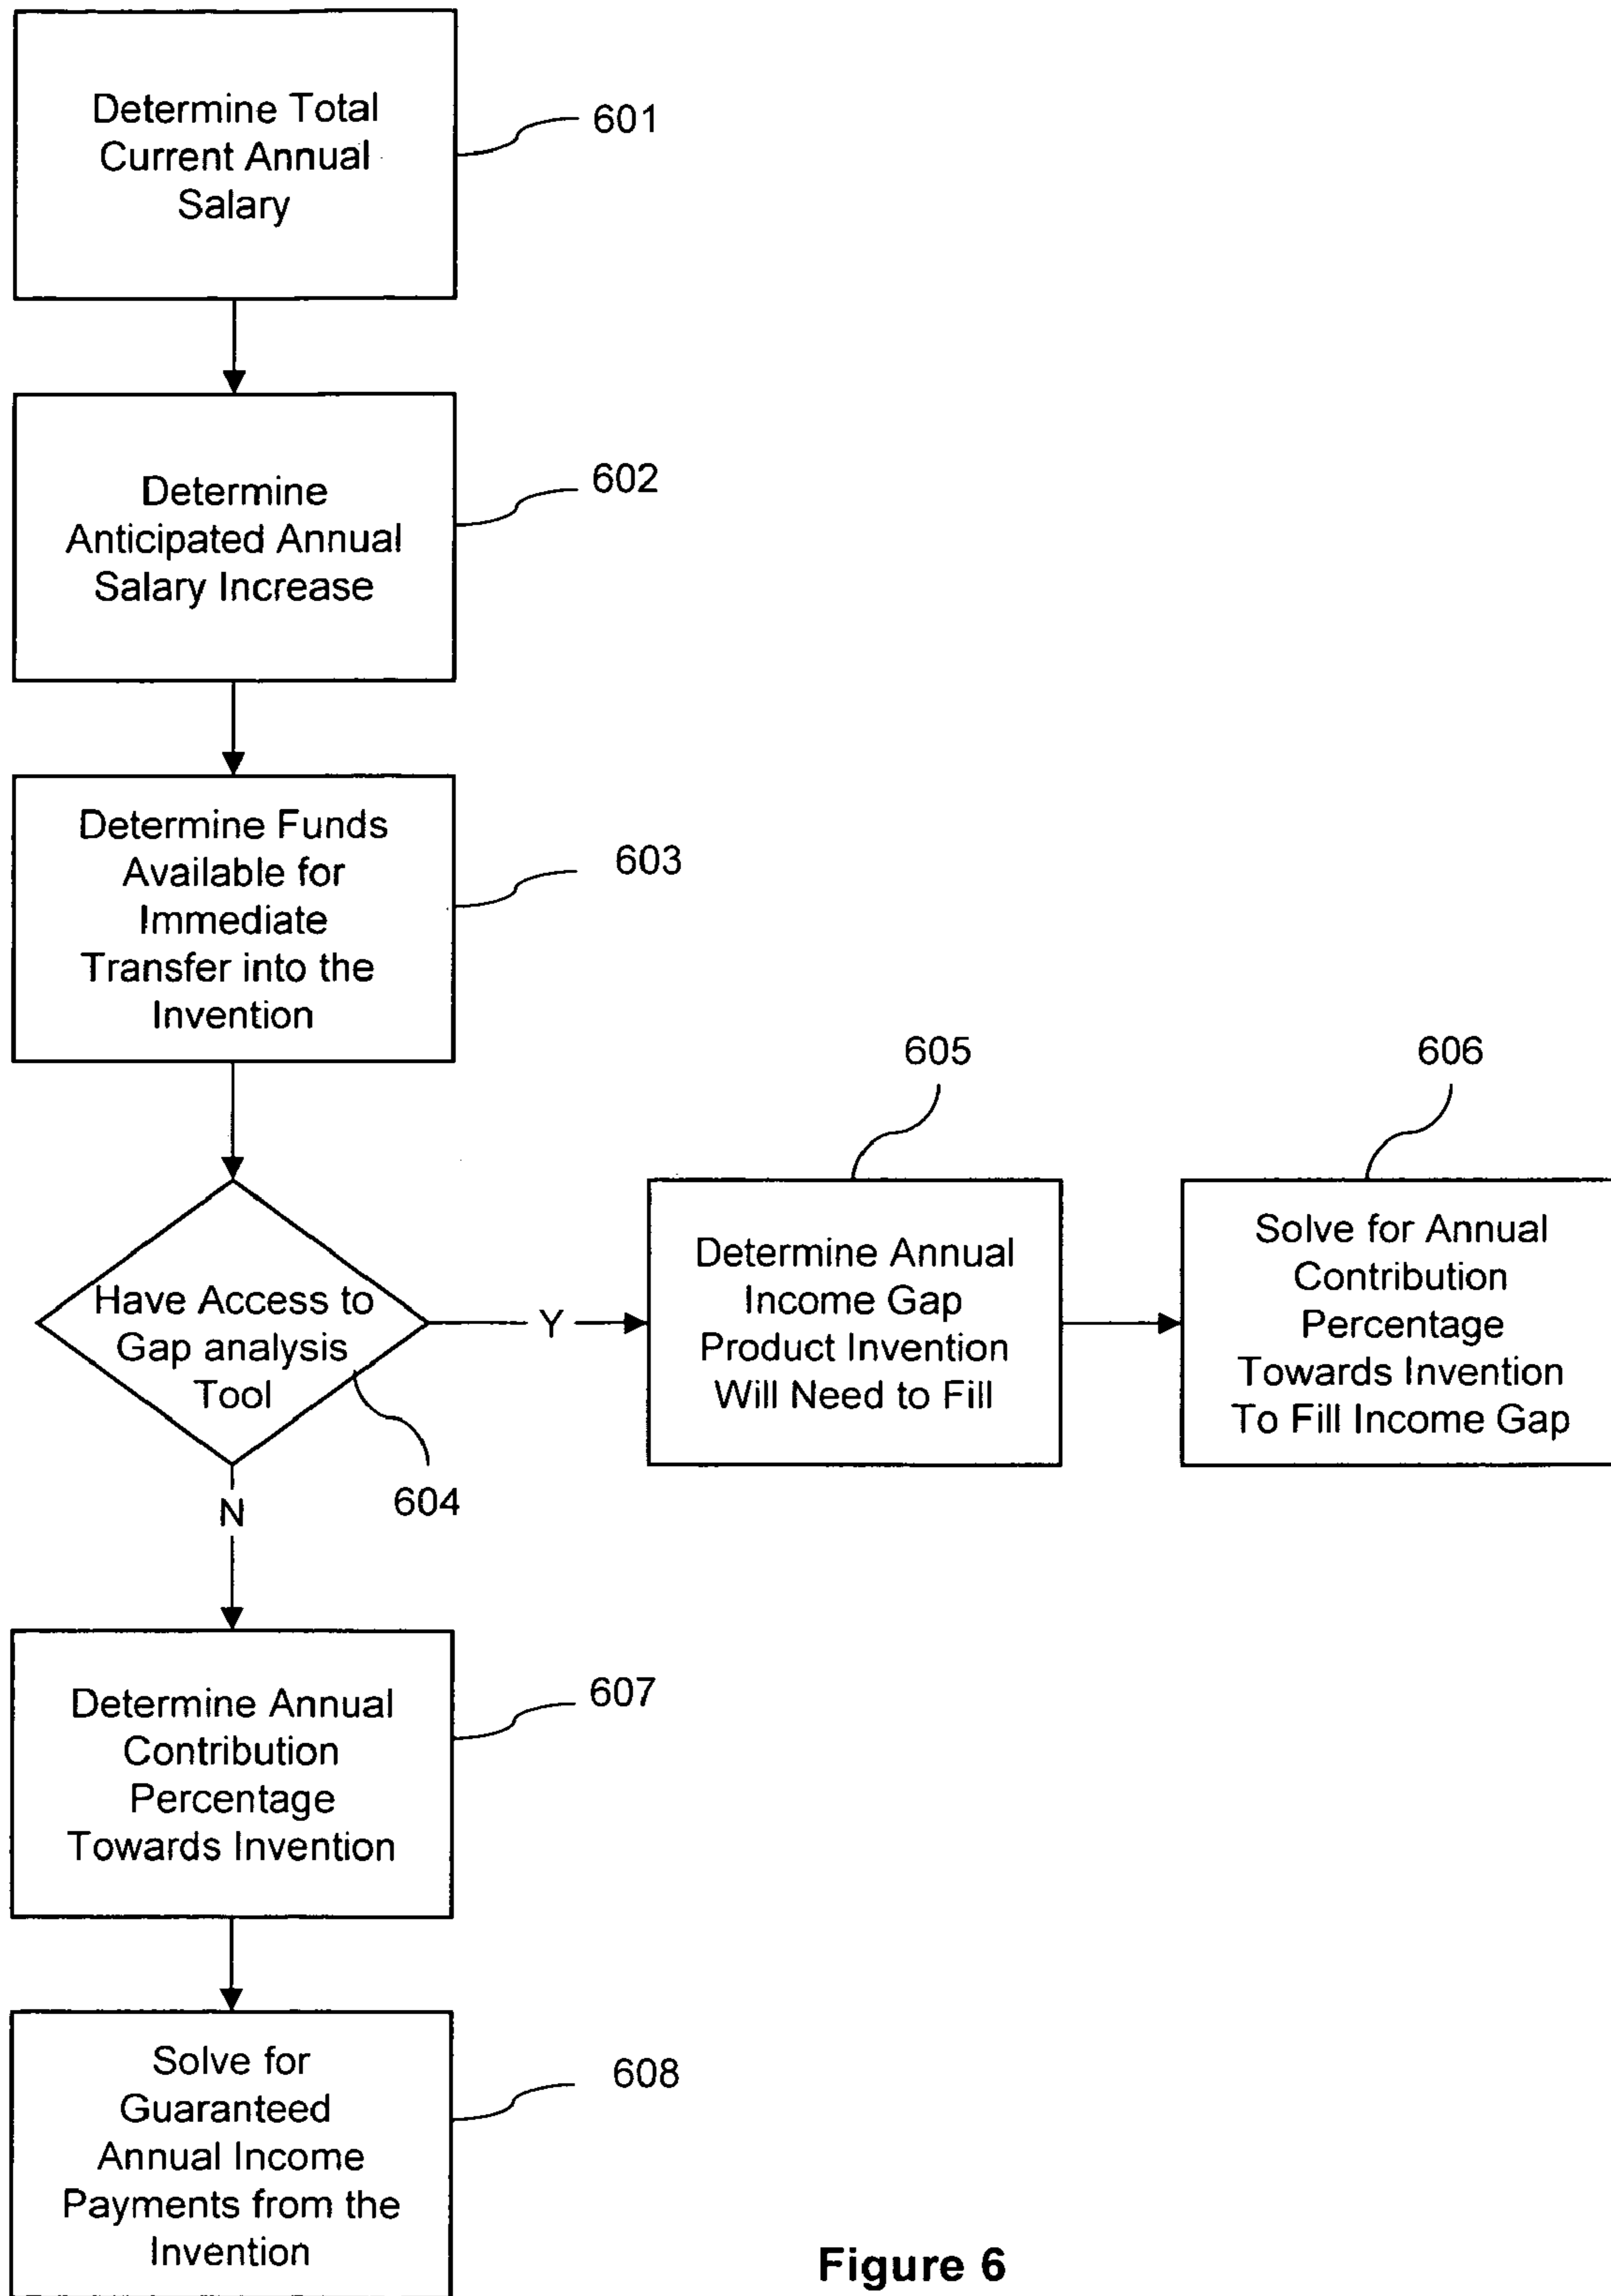 Determine Total
Current Annual
Salary
601
Determine
Anticipated Annual
Salary Increase
602
Determine Funds
Available for
Immediate
Transfer into the
Invention
603
Have Access to
Gap analysis
Tool
604
Y
605
Determine Annual
Income Gap
Product Invention
Will Need to Fill
606
Solve for Annual
Contribution
Percentage
Towards Invention
To Fill Income Gap
N
Determine Annual
Contribution
Percentage
Towards Invention
607
Solve for
Guaranteed
Annual Income
Payments from the
Invention
608
Figure 6